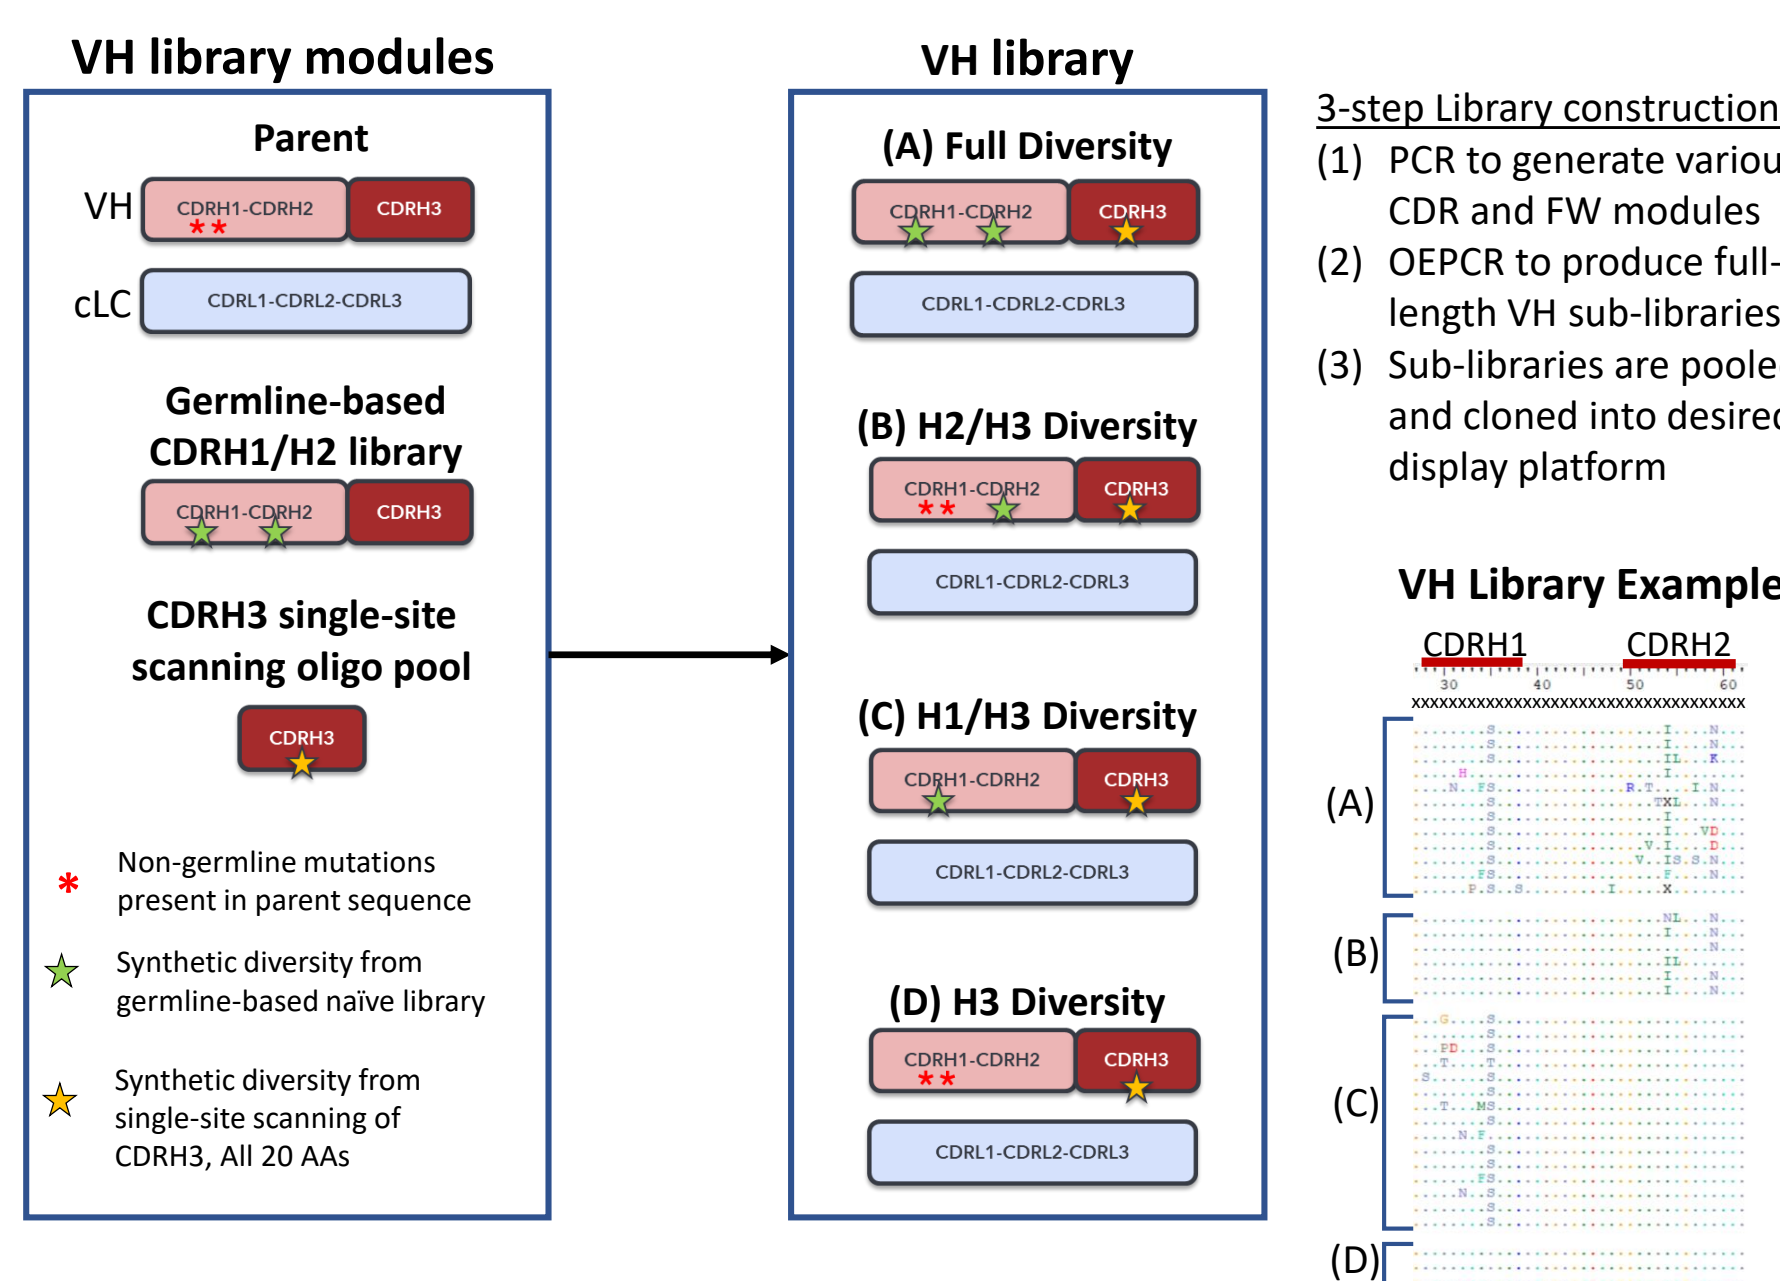 VH library modules
Parent
VH
CDRH1-CDRH2
CDRH3
**
cLC
CDRL1-CDRL2-CDRL3
Germline-based
CDRH1/H2 library
CDRH1-CDRH2
CDRH3
CDRH3 single-site
scanning oligo pool
CDRH3
* Non-germline mutations
present in parent sequence
Synthetic diversity from
germline-based naïve library
Synthetic diversity from
single-site scanning of
CDRH3, All 20 AAs
VH library
(A) Full Diversity
CDRH1-CDRH2
CDRH3
CDRL1-CDRL2-CDRL3
(B) H2/H3 Diversity
CDRH1-CDRH2
CDRH3
**
CDRL1-CDRL2-CDRL3
(C) H1/H3 Diversity
CDRH1-CDRH2
CDRH3
CDRL1-CDRL2-CDRL3
(D) H3 Diversity
CDRH1-CDRH2
CDRH3
**
CDRL1-CDRL2-CDRL3
3-step Library construction
(1) PCR to generate variou
CDR and FW modules
(2) OEPCR to produce full-
length VH sub-libraries
(3) Sub-libraries are poole
and cloned into desired
display platform
VH Library Example
CDRH1 CDRH2
30 40 50 60
xxxxxxxxxxxxxxxxxxxxxxxxxxxxxxxxxxxx
(A)
(B)
(C)
(D)